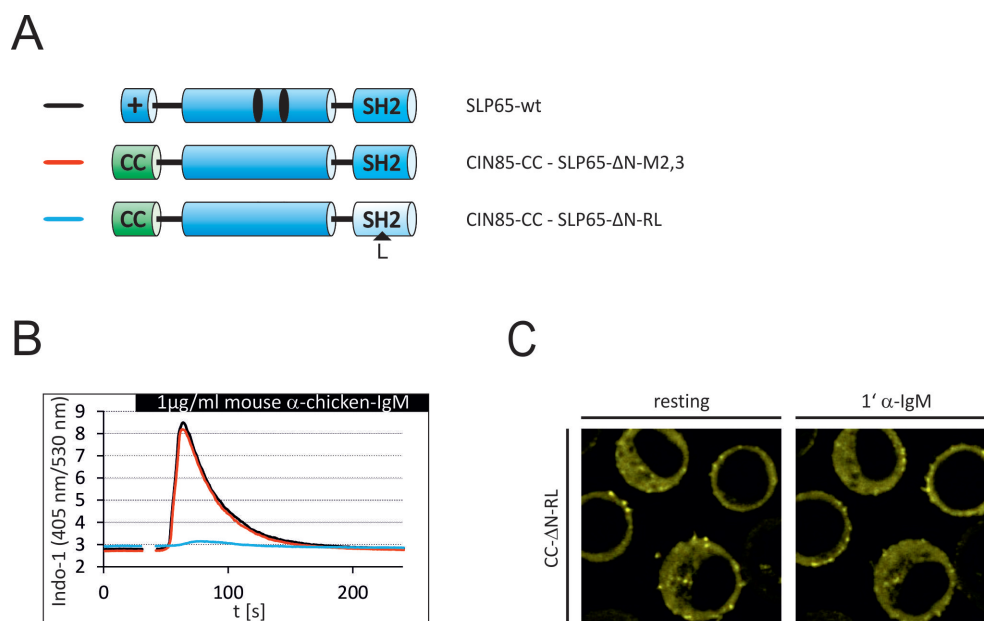 A
+ SH2 SLP65-wt
CC SH2 CIN85-CC - SLP65-ΔN-M2,3
CC SH2 CIN85-CC - SLP65-ΔN-RL
L
B
1µg/ml mouse α-chicken-IgM
Indo-1 (405 nm/530 nm)
9
8
7
6
5
4
3
2
0 100 200
t [s]
C
resting 1‘ α-IgM
CC-ΔN-RL